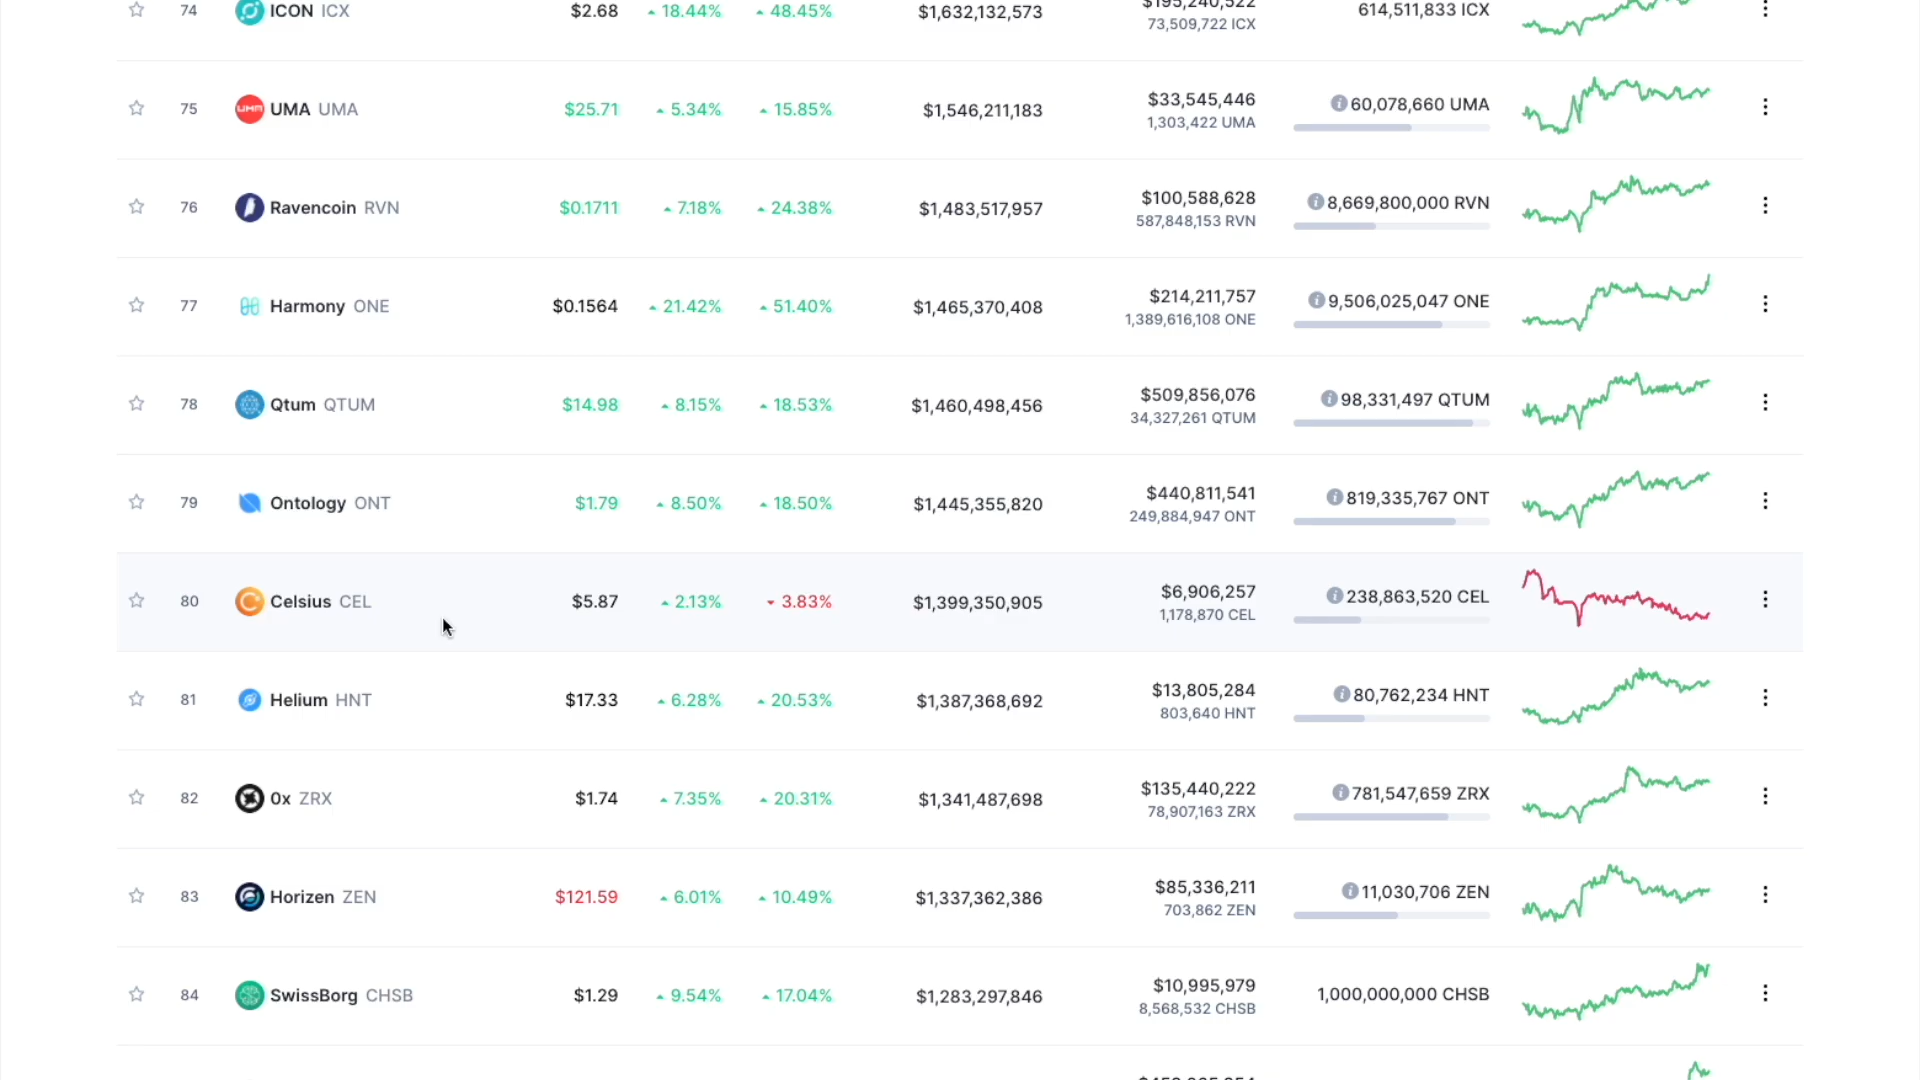 74 ICON ICX $2.68 18.44% 48.45% $1,632,132,573 $195,240,522 614,511,833 ICX
73,509,722 ICX
75 UMA UMA $25.71 5.34% 15.85% $1,546,211,183 $33,545,446 60,078,660 UMA
1,303,422 UMA
76 Ravencoin RVN $0.1711 7.18% 24.38% $1,483,517,957 $100,588,628 8,669,800,000 RVN
587,848,153 RVN
77 Harmony ONE $0.1564 21.42% 51.40% $1,465,370,408 $214,211,757 9,506,025,047 ONE
1,389,616,108 ONE
78 Qtum QTUM $14.98 8.15% 18.53% $1,460,498,456 $509,856,076 98,331,497 QTUM
34,327,261 QTUM
79 Ontology ONT $1.79 8.50% 18.50% $1,445,355,820 $440,811,541 819,335,767 ONT
249,884,947 ONT
80 Celsius CEL $5.87 2.13% 3.83% $1,399,350,905 $6,906,257 238,863,520 CEL
1,178,870 CEL
81 Helium HNT $17.33 6.28% 20.53% $1,387,368,692 $13,805,284 80,762,234 HNT
803,640 HNT
82 0x ZRX $1.74 7.35% 20.31% $1,341,487,698 $135,440,222 781,547,659 ZRX
78,907,163 ZRX
83 Horizen ZEN $121.59 6.01% 10.49% $1,337,362,386 $85,336,211 11,030,706 ZEN
703,862 ZEN
84 SwissBorg CHSB $1.29 9.54% 17.04% $1,283,297,846 $10,995,979 1,000,000,000 CHSB
8,568,532 CHSB